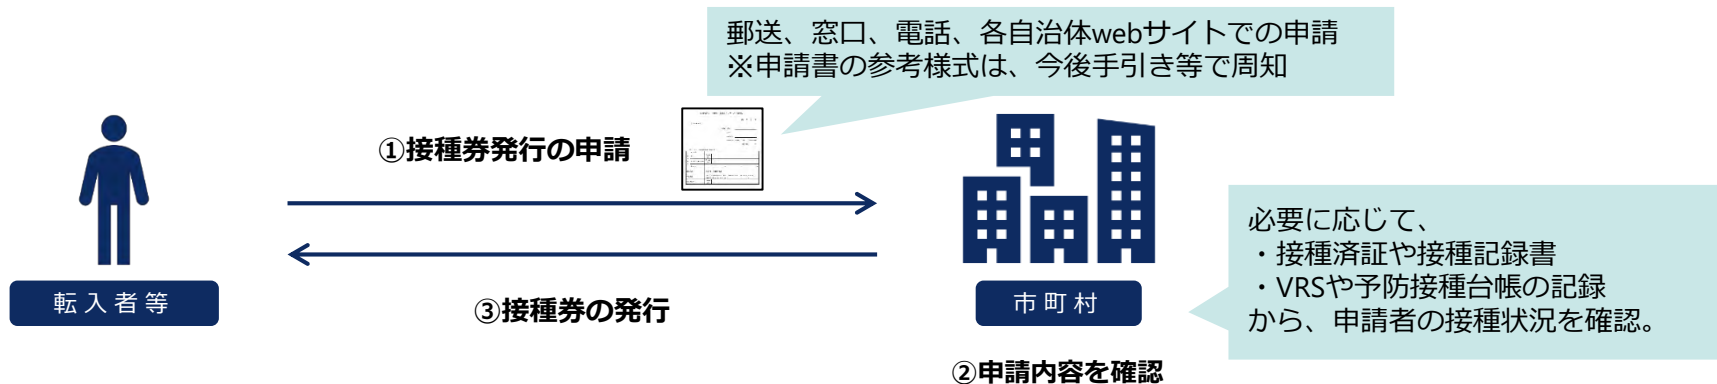 郵送、窓口、電話、各自治体webサイトでの申請
※申請書の参考様式は、今後手引き等で周知
①接種券発行の申請
転入者等
③接種券の発行
市町村
②申請内容を確認
必要に応じて、
・接種済証や接種記録書
・VRSや予防接種台帳の記録
から、申請者の接種状況を確認。